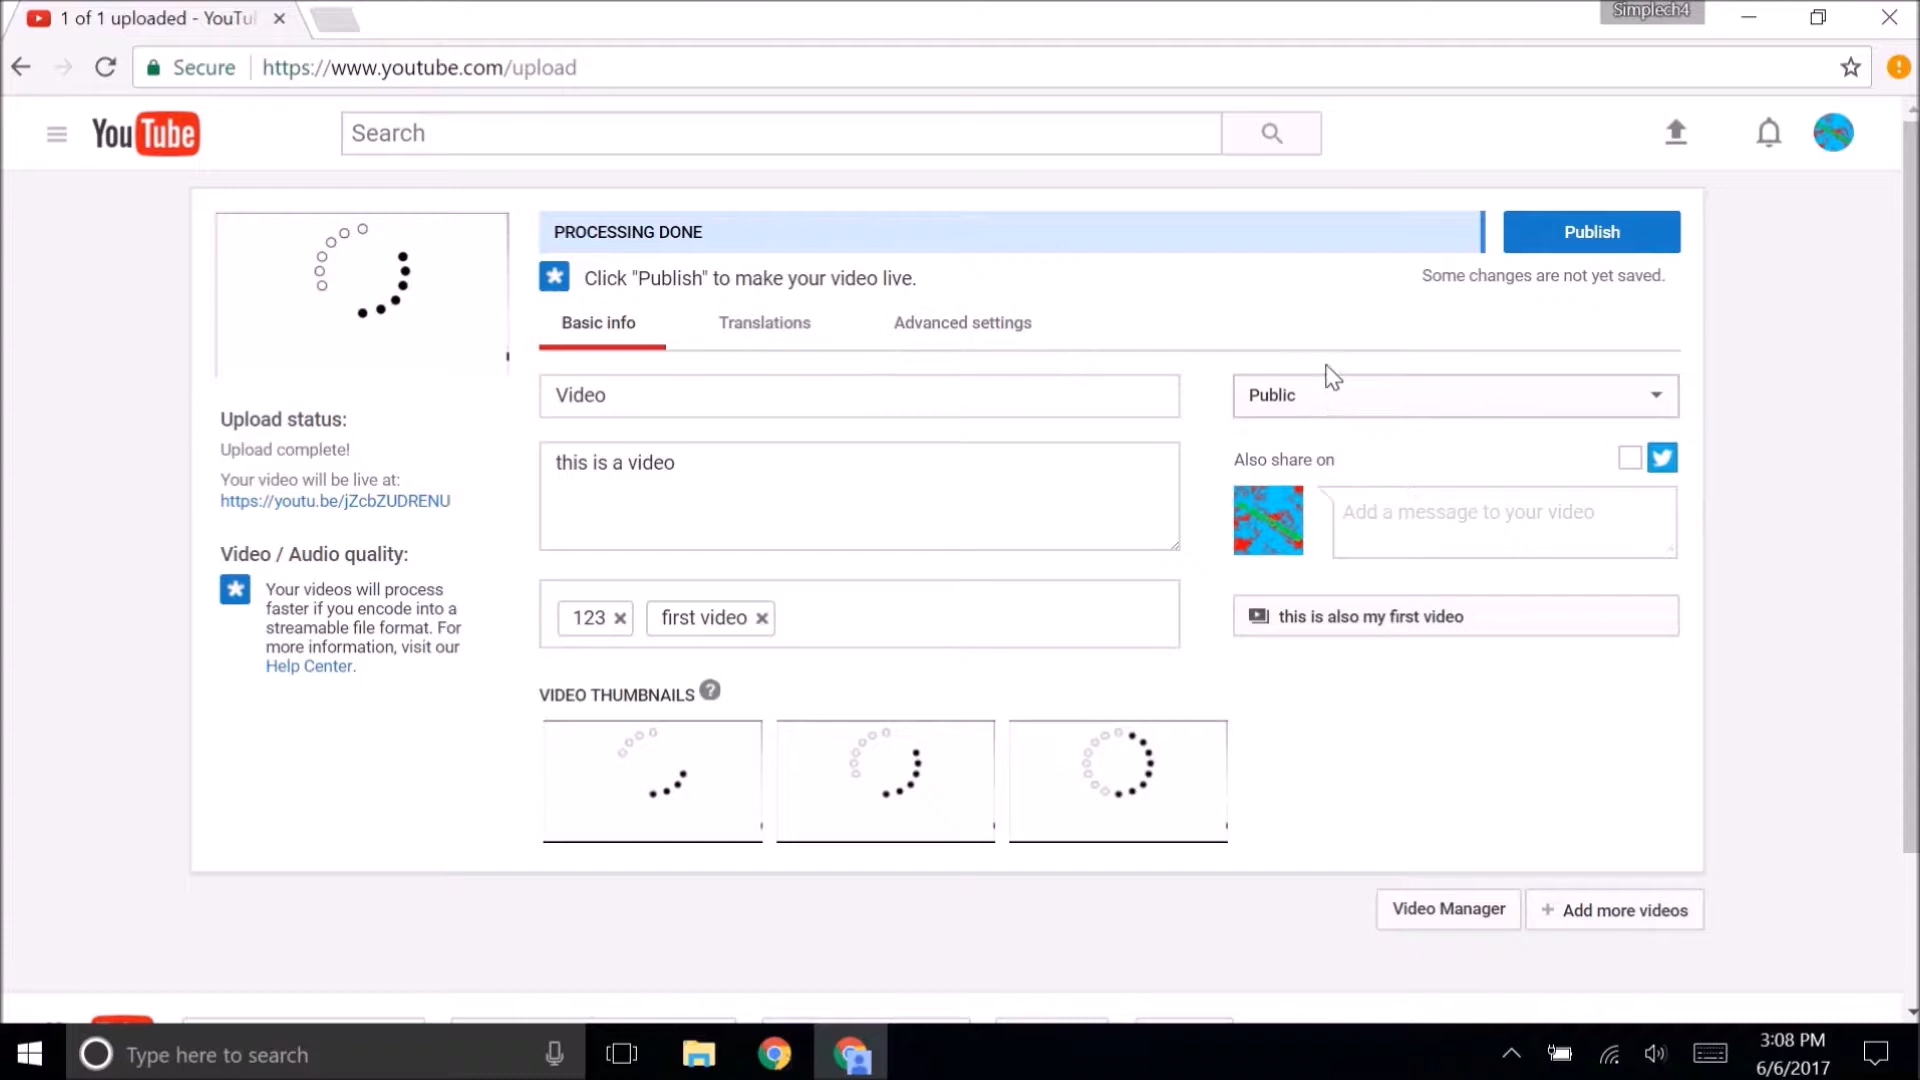 1 of 1 uploaded - YouTu
Simplech4
Secure
https://www.youtube.com/upload
YouTube
Search
PROCESSING DONE
Publish
Click "Publish" to make your video live.
Some changes are not yet saved.
Basic info
Translations
Advanced settings
Video
Public
this is a video
Also share on
Add a message to your video
Upload status:
Upload complete!
Your video will be live at:
https://youtu.be/jZcbZUDRENU
Video / Audio quality:
Your videos will process
faster if you encode into a
streamable file format. For
more information, visit our
Help Center.
123
first video
this is also my first video
VIDEO THUMBNAILS ?
Video Manager
+ Add more videos
Type here to search
3:08 PM
6/6/2017